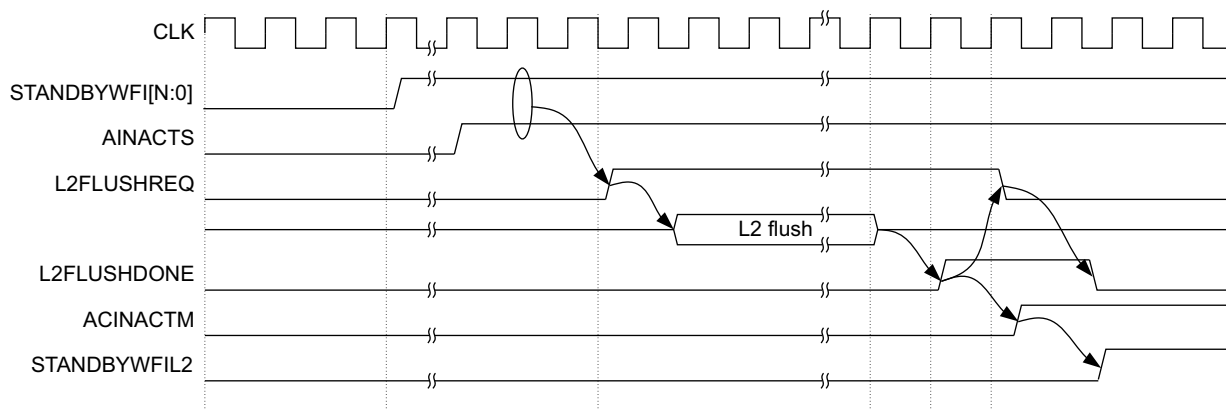 CLK
STANDBYWFI[N:0]
AINACTS
L2FLUSHREQ
L2 flush
L2FLUSHDONE
ACINACTM
STANDBYWFIL2